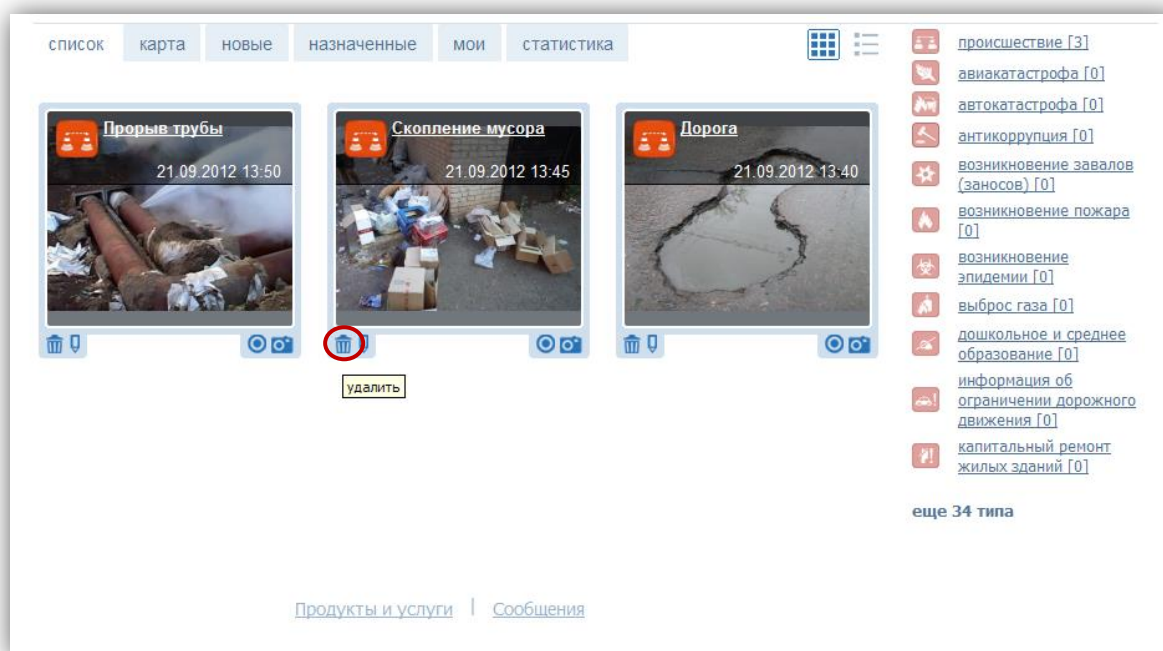 список карта новые назначенные мои статистика
Прорыв трубы
21.09.2012 13:50
Скопление мусора
21.09.2012 13:45
Дорога
21.09.2012 13:40
удалить
происшествие [3]
авиакатастрофа [0]
автокатастрофа [0]
антикоррупция [0]
возникновение завалов
(заносов) [0]
возникновение пожара
[0]
возникновение
эпидемии [0]
выброс газа [0]
дошкольное и среднее
образование [0]
информация об
ограничении дорожного
движения [0]
капитальный ремонт
жилых зданий [0]
еще 34 типа
Продукты и услуги | Сообщения